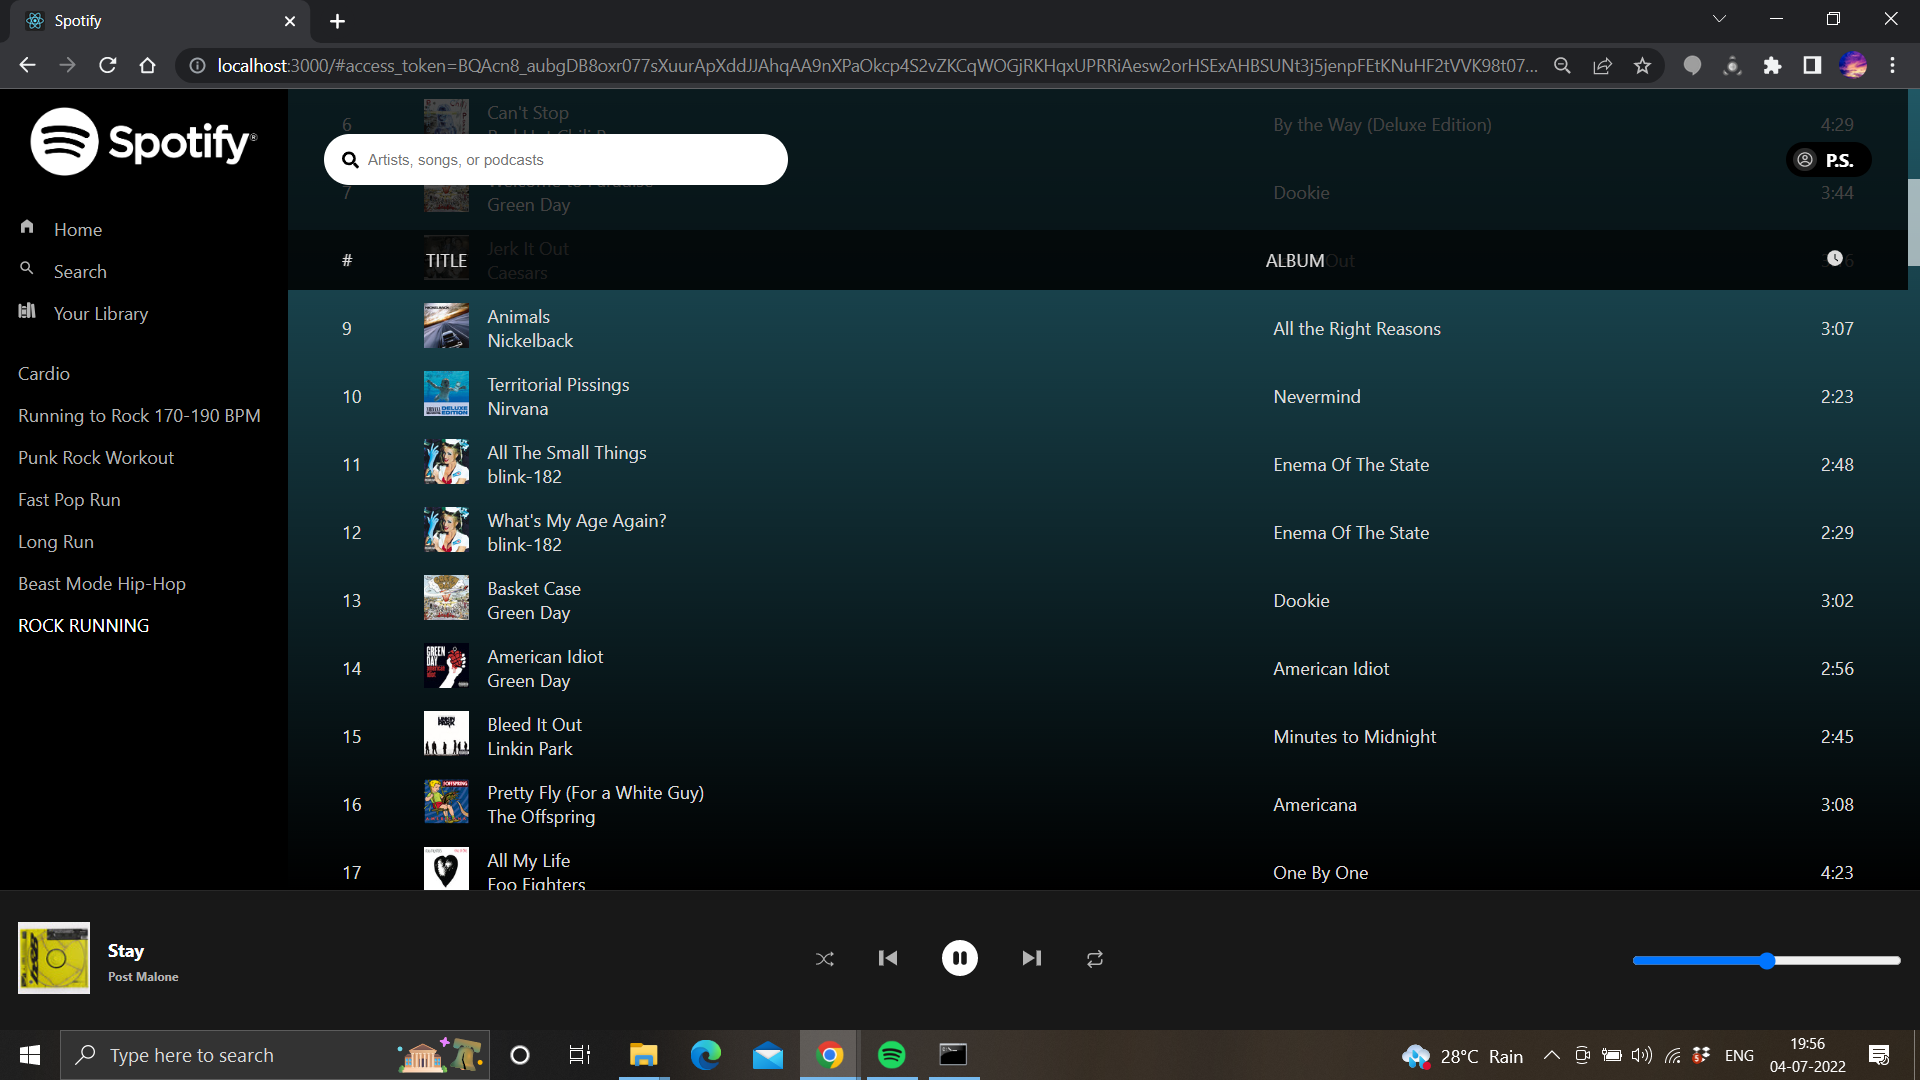 Spotify
localhost:3000/#access_token=BQAcn8_aubgDB8oxr077sXuurApXddJJAhqAA9nXPaOkcp4S2vZKCqWOGjRKHqxUPRRiAesw2orHSExAHBSUNt3j5jenpFEtKNuHF2tVVK98t07...
Spotify®
Home
Search
Your Library
Cardio
Running to Rock 170-190 BPM
Punk Rock Workout
Fast Pop Run
Long Run
Beast Mode Hip-Hop
ROCK RUNNING
Artists, songs, or podcasts
P.S.
6 Can't Stop By the Way (Deluxe Edition) 4:29
7 Dookie 3:44
Green Day
Jerk It Out
Caesars
# TITLE ALBUM Out
9 Animals All the Right Reasons 3:07
Nickelback
10 Territorial Pissings Nevermind 2:23
Nirvana
11 All The Small Things Enema Of The State 2:48
blink-182
12 What's My Age Again? Enema Of The State 2:29
blink-182
13 Basket Case Dookie 3:02
Green Day
14 American Idiot American Idiot 2:56
Green Day
15 Bleed It Out Minutes to Midnight 2:45
Linkin Park
16 Pretty Fly (For a White Guy) Americana 3:08
The Offspring
17 All My Life One By One 4:23
Foo Fighters
Stay
Post Malone
Type here to search
28°C Rain
ENG
19:56
04-07-2022